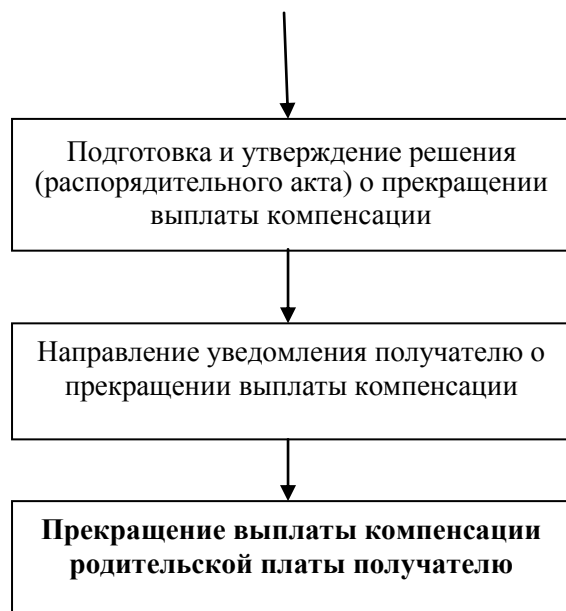 Подготовка и утверждение решения
(распорядительного акта) о прекращении
выплаты компенсации
Направление уведомления получателю о
прекращении выплаты компенсации
Прекращение выплаты компенсации
родительской платы получателю